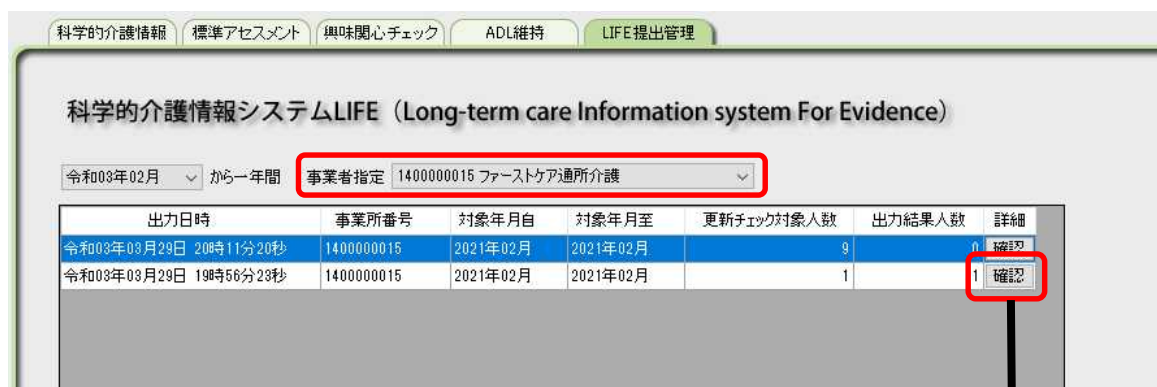 科学的介護情報 標準アセスメント 興味関心チェック ADL維持 LIFE提出管理
科学的介護情報システムLIFE（Long-term care Information system For Evidence）
令和03年02月 から一年間 事業者指定 1400000015 ファーストケア通所介護
出力日時 事業所番号 対象年月自 対象年月至 更新チェック対象人数 出力結果人数 詳細
令和03年03月29日 20時11分20秒 1400000015 2021年02月 2021年02月 9 0 確認
令和03年03月29日 19時56分23秒 1400000015 2021年02月 2021年02月 1 1 確認